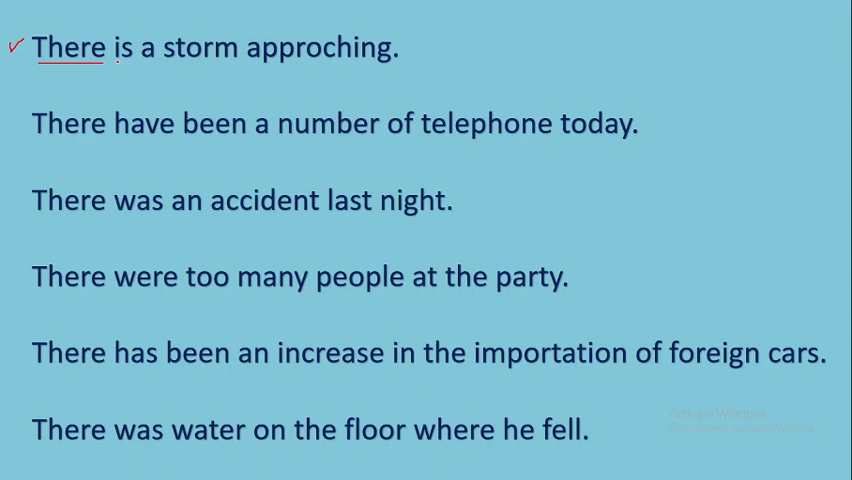 There is a storm approching.
There have been a number of telephone today.
There was an accident last night.
There were too many people at the party.
There has been an increase in the importation of foreign cars.
There was water on the floor where he fell.
Activate Windows